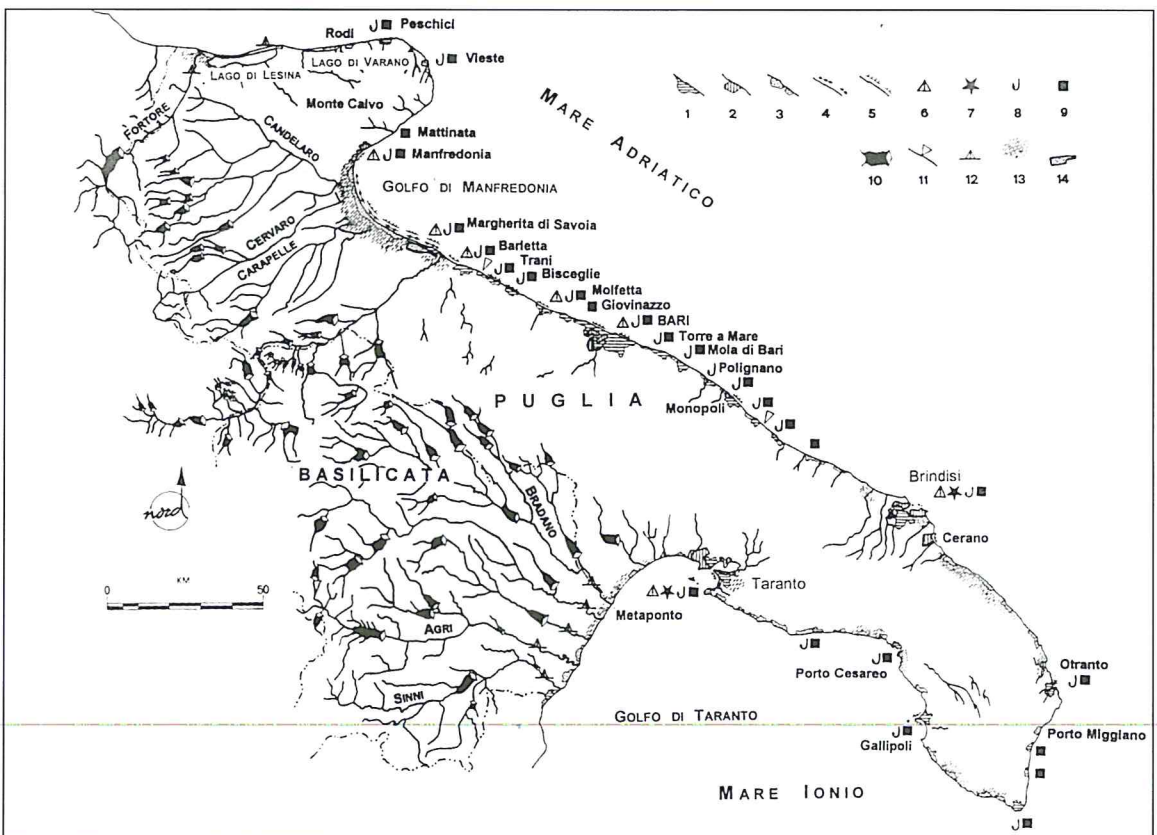 Rodi
Peschici
LAGO DI LESINA
LAGO DI VARANO
Vieste
Monte Calvo
FORTORE
CANDELARO
Mattinata
Manfredonia
GOLFO DI MANFREDONIA
MARE ADRIATICO
1 2 3 4 5 6 7 8 9
10 11 12 13 14
CERVARO
CARAPELLE
Margherita di Savoia
Barletta
Trani
Bisceglie
Molfetta
Giovinazzo
BARI
Torre a Mare
Mola di Bari
Polignano
PUGLIA
Monopoli
BASILICATA
BRADANO
Brindisi
nord
Cerano
0 KM 50
Taranto
Metaponto
AGRI
Porto Cesareo
Otranto
SINNI
GOLFO DI TARANTO
Gallipoli
Porto Miggiano
MARE IONIO